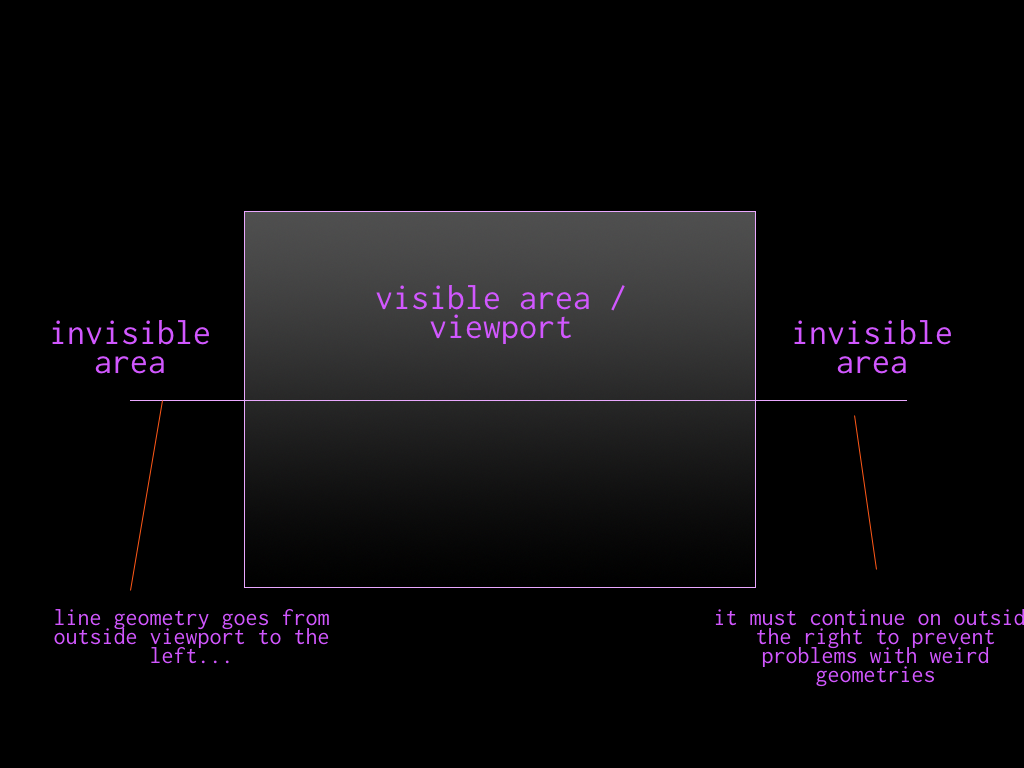 visible area /
viewport
invisible
area
invisible
area
line geometry goes from
outside viewport to the
left...
it must continue on outsid
the right to prevent
problems with weird
geometries